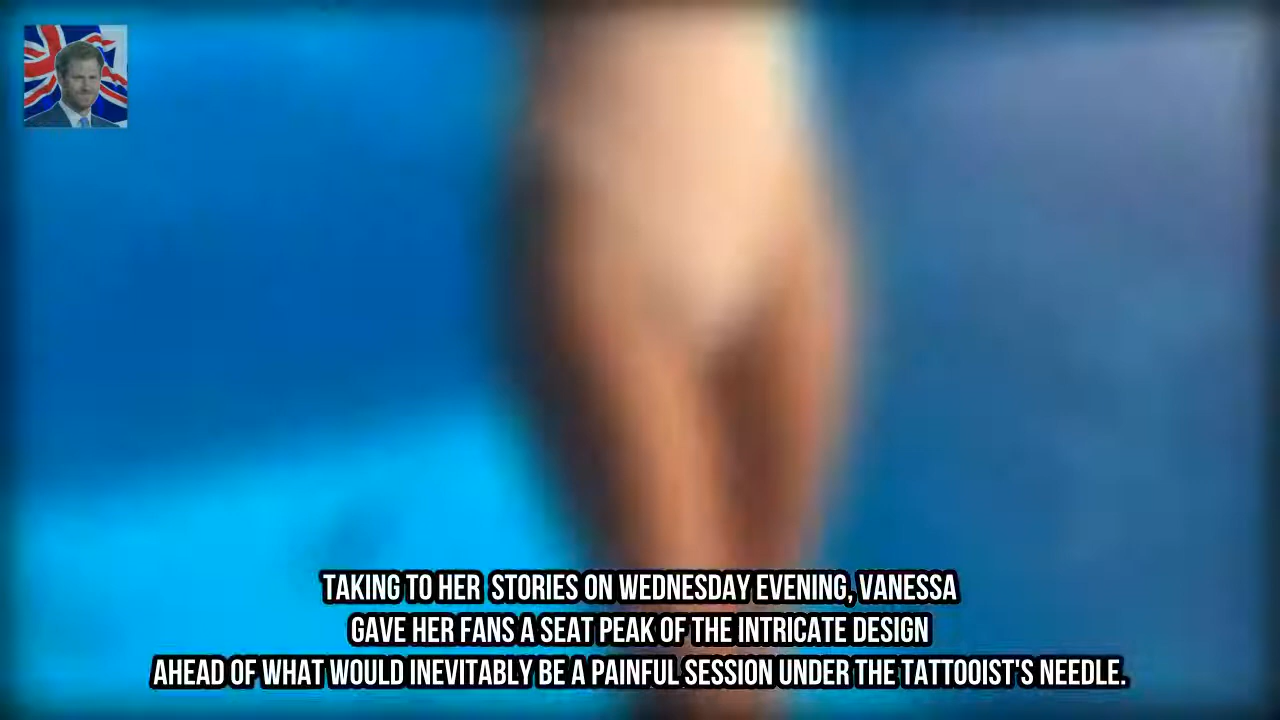 TAKING TO HER STORIES ON WEDNESDAY EVENING, VANESSA
GAVE HER FANS A SEAT PEAK OF THE INTRICATE DESIGN
AHEAD OF WHAT WOULD INEVITABLY BE A PAINFUL SESSION UNDER THE TATTOOIST'S NEEDLE.